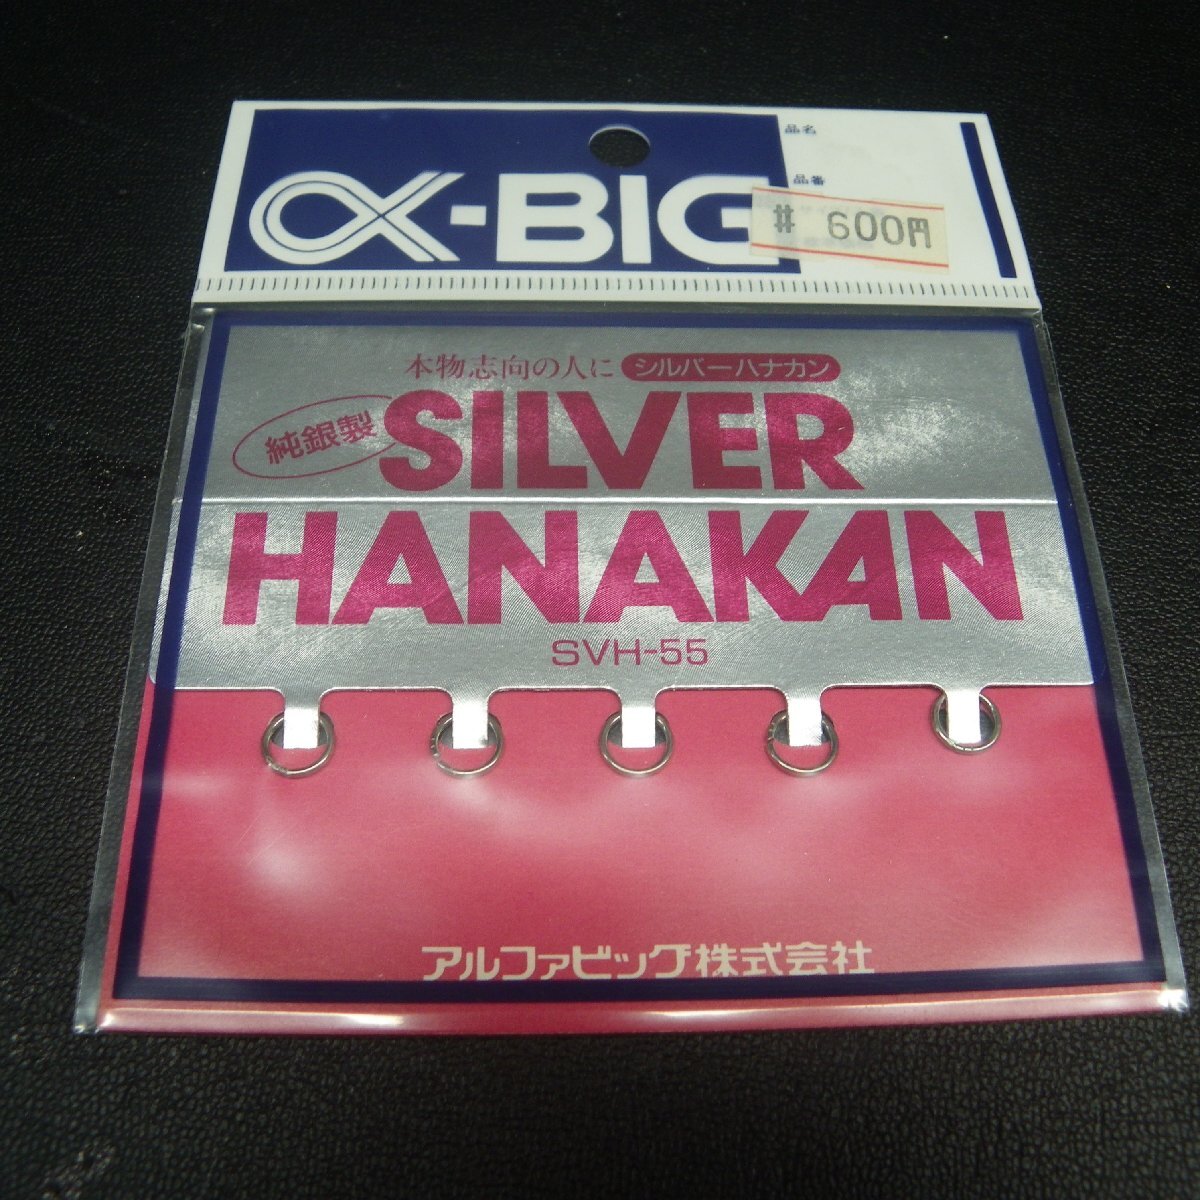 α-BIG
品名
品番
# 600円
本物志向の人に シルバーハナカン
純銀製
SILVER
HANAKAN
SVH-55
アルファビッグ株式会社